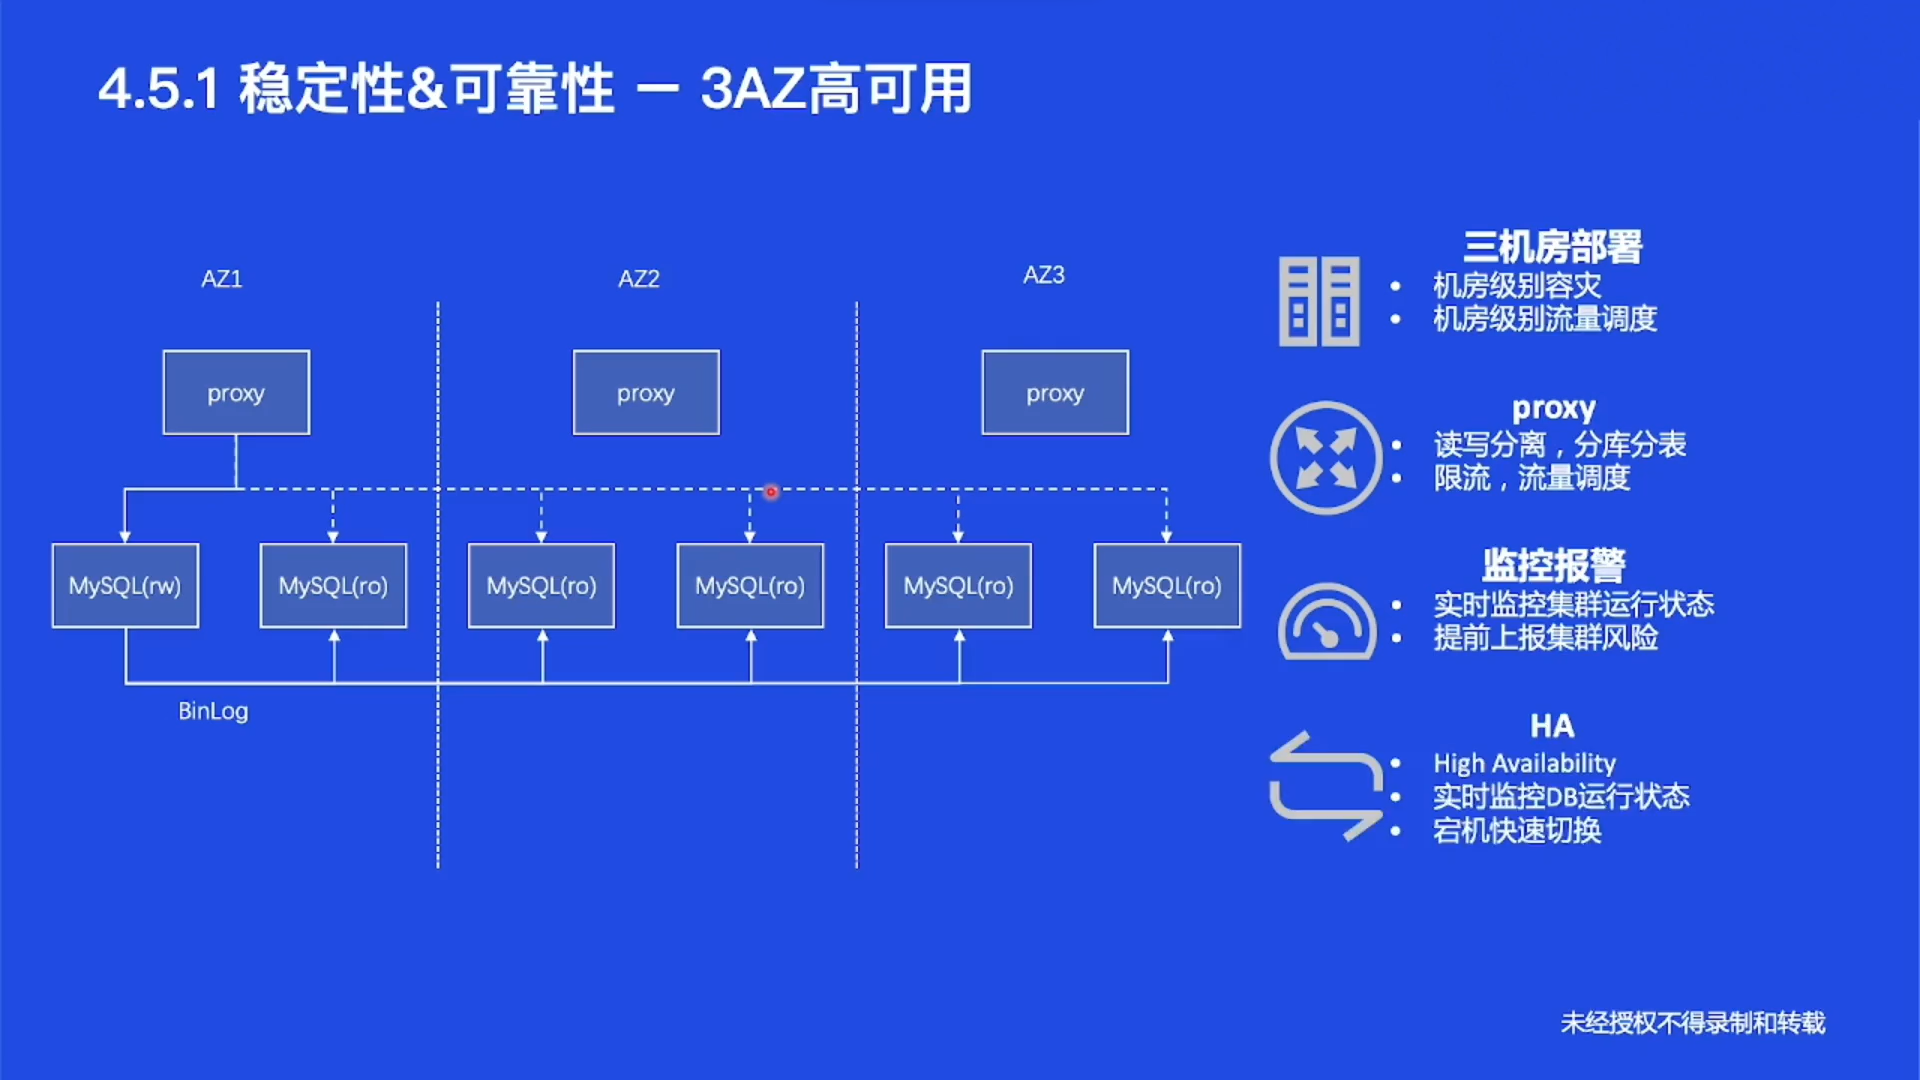 4.5.1 稳定性&可靠性 － 3AZ高可用
AZ1
AZ2
AZ3
proxy
proxy
proxy
MySQL(rw)
MySQL(ro)
MySQL(ro)
MySQL(ro)
MySQL(ro)
MySQL(ro)
BinLog
三机房部署
• 机房级别容灾
• 机房级别流量调度
proxy
• 读写分离，分库分表
• 限流，流量调度
监控报警
• 实时监控集群运行状态
• 提前上报集群风险
HA
• High Availability
• 实时监控DB运行状态
• 宕机快速切换
未经授权不得录制和转载